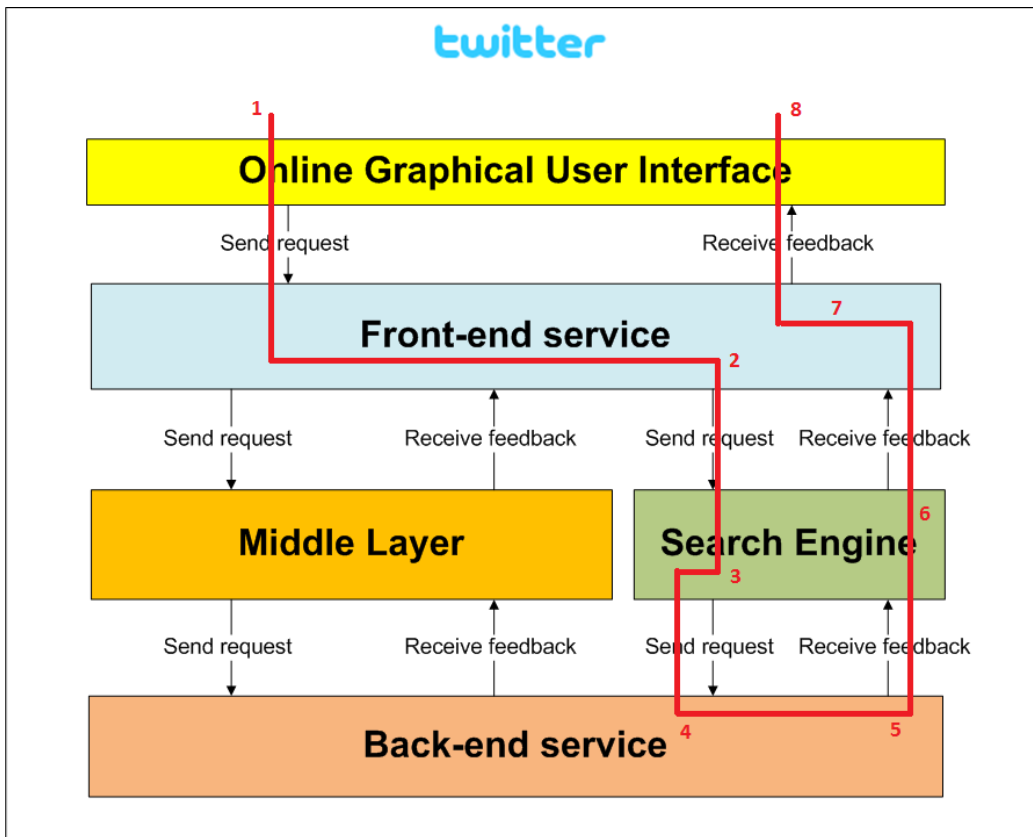 twitter
1
8
Online Graphical User Interface
Send request
Receive feedback
7
Front-end service
2
Send request
Receive feedback
Send request
Receive feedback
6
Middle Layer
Search Engine
3
Send request
Receive feedback
Send request
Receive feedback
4
5
Back-end service